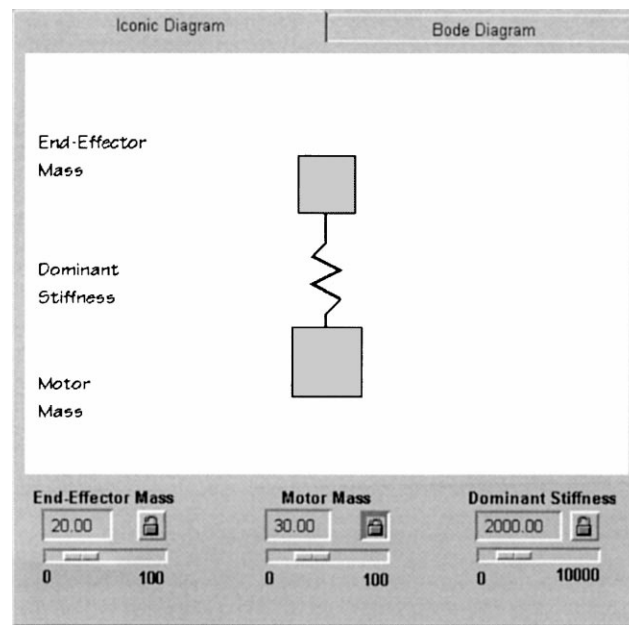 Iconic Diagram Bode Diagram
End-Effector
Mass
Dominant
Stiffness
Motor
Mass
End-Effector Mass Motor Mass Dominant Stiffness
20.00 30.00 2000.00
0 100 0 100 0 10000